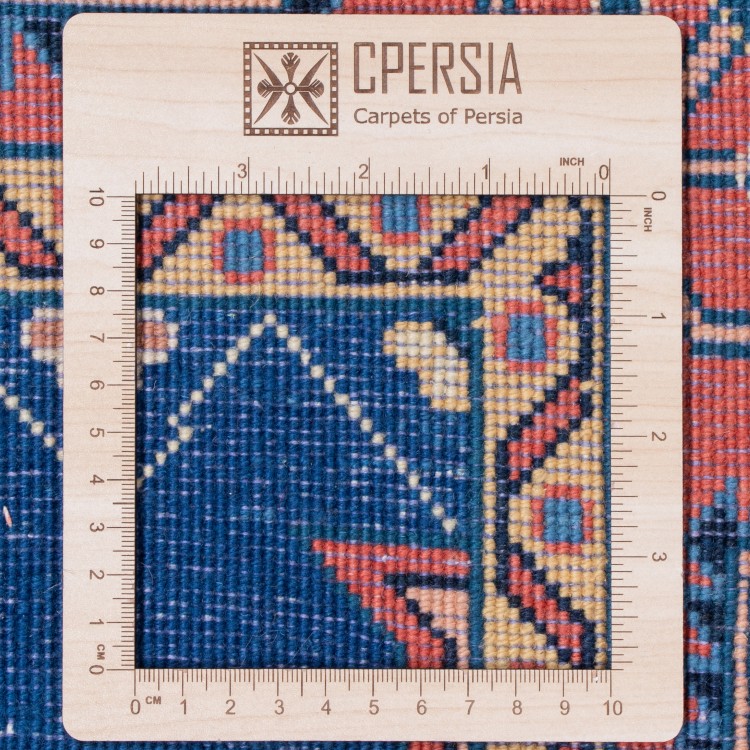 CPERSIA
Carpets of Persia
INCH
3 2 1 0
10 9 8 7 6 5 4 3 2 1 0
CM
0 1 2 3
INCH
0 1 2 3 4 5 6 7 8 9 10
CM